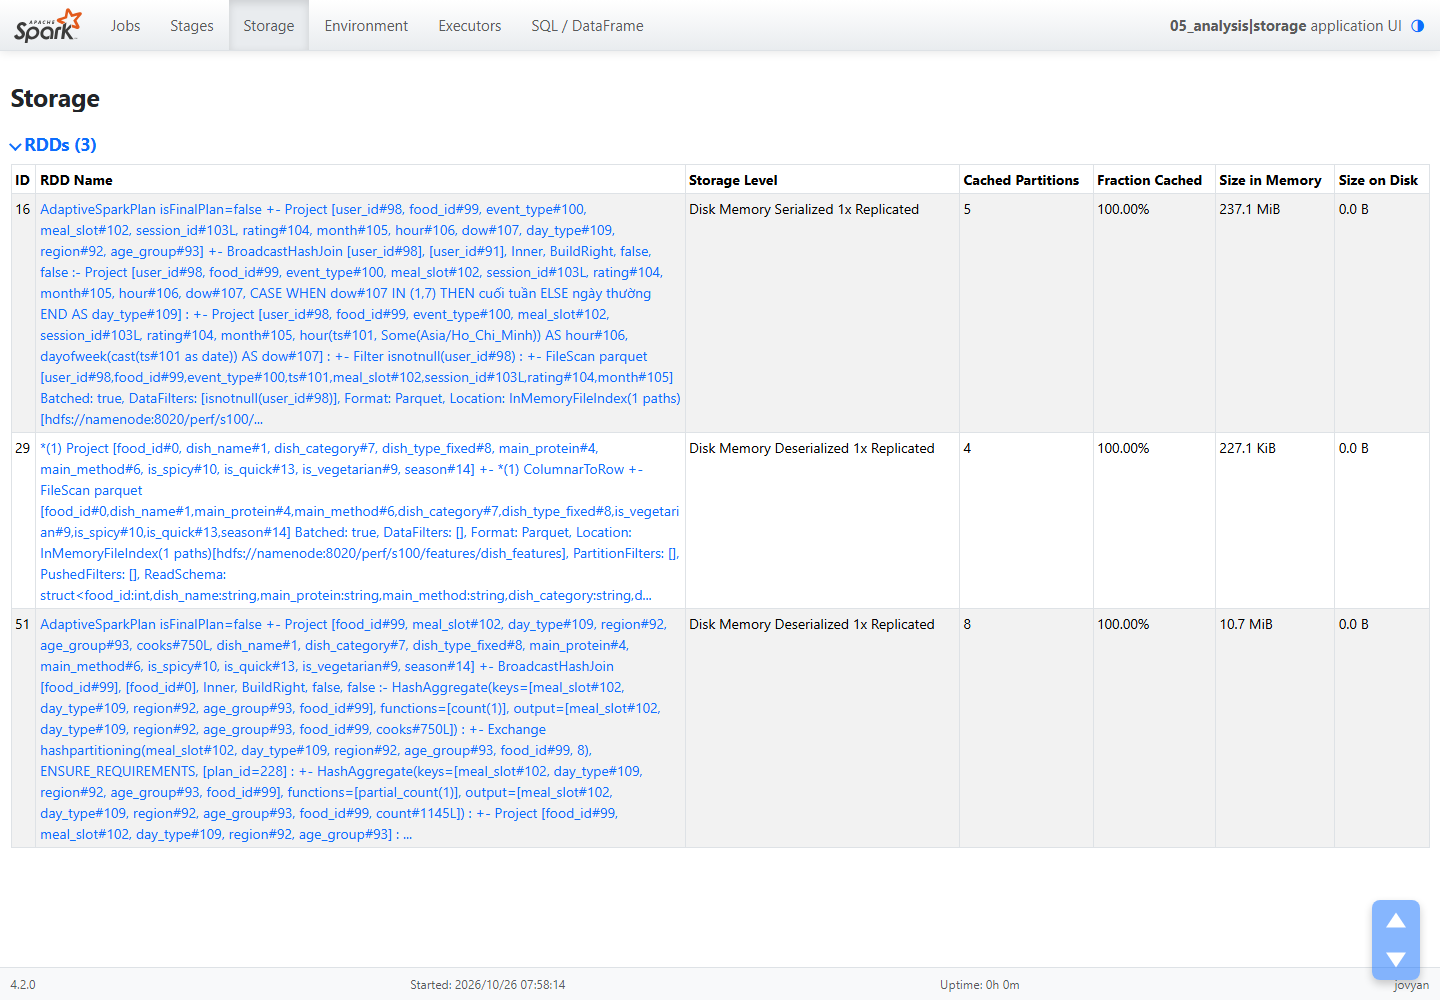 APACHE Spark Jobs Stages Storage Environment Executors SQL / DataFrame 05_analysis|storage application UI
Storage
RDDs (3)
ID RDD Name Storage Level Cached Partitions Fraction Cached Size in Memory Size on Disk
16 AdaptiveSparkPlan isFinalPlan=false +- Project [user_id#98, food_id#99, event_type#100, Disk Memory Serialized 1x Replicated 5 100.00% 237.1 MiB 0.0 B
meal_slot#102, session_id#103L, rating#104, month#105, hour#106, dow#107, day_type#109,
region#92, age_group#93] +- BroadcastHashJoin [user_id#98], [user_id#91], Inner, BuildRight, false,
false :- Project [user_id#98, food_id#99, event_type#100, meal_slot#102, session_id#103L, rating#104,
month#105, hour#106, dow#107, CASE WHEN dow#107 IN (1,7) THEN cuối tuần ELSE ngày thường
END AS day_type#109] : +- Project [user_id#98, food_id#99, event_type#100, meal_slot#102,
session_id#103L, rating#104, month#105, hour(ts#101, Some(Asia/Ho_Chi_Minh)) AS hour#106,
dayofweek(cast(ts#101 as date)) AS dow#107] : +- Filter isnotnull(user_id#98) : +- FileScan parquet
[user_id#98,food_id#99,event_type#100,ts#101,meal_slot#102,session_id#103L,rating#104,month#105]
Batched: true, DataFilters: [isnotnull(user_id#98)], Format: Parquet, Location: InMemoryFileIndex(1 paths)
[hdfs://namenode:8020/perf/s100/...
29 *(1) Project [food_id#0, dish_name#1, dish_category#7, dish_type_fixed#8, main_protein#4, Disk Memory Deserialized 1x Replicated 4 100.00% 227.1 KiB 0.0 B
main_method#6, is_spicy#10, is_quick#13, is_vegetarian#9, season#14] +- *(1) ColumnarToRow +-
FileScan parquet
[food_id#0,dish_name#1,main_protein#4,main_method#6,dish_category#7,dish_type_fixed#8,is_vegetari
an#9,is_spicy#10,is_quick#13,season#14] Batched: true, DataFilters: [], Format: Parquet, Location:
InMemoryFileIndex(1 paths)[hdfs://namenode:8020/perf/s100/features/dish_features], PartitionFilters: [],
PushedFilters: [], ReadSchema:
struct<food_id:int,dish_name:string,main_protein:string,main_method:string,dish_category:string,d...
51 AdaptiveSparkPlan isFinalPlan=false +- Project [food_id#99, meal_slot#102, day_type#109, region#92, Disk Memory Deserialized 1x Replicated 8 100.00% 10.7 MiB 0.0 B
age_group#93, cooks#750L, dish_name#1, dish_category#7, dish_type_fixed#8, main_protein#4,
main_method#6, is_spicy#10, is_quick#13, is_vegetarian#9, season#14] +- BroadcastHashJoin
[food_id#99], [food_id#0], Inner, BuildRight, false, false :- HashAggregate(keys=[meal_slot#102,
day_type#109, region#92, age_group#93, food_id#99], functions=[count(1)], output=[meal_slot#102,
day_type#109, region#92, age_group#93, food_id#99, cooks#750L]) : +- Exchange
hashpartitioning(meal_slot#102, day_type#109, region#92, age_group#93, food_id#99, 8),
ENSURE_REQUIREMENTS, [plan_id=228] : +- HashAggregate(keys=[meal_slot#102, day_type#109,
region#92, age_group#93, food_id#99], functions=[partial_count(1)], output=[meal_slot#102,
day_type#109, region#92, age_group#93, food_id#99, count#1145L]) : +- Project [food_id#99,
meal_slot#102, day_type#109, region#92, age_group#93] : ...
4.2.0 Started: 2026/10/26 07:58:14 Uptime: 0h 0m jovyan